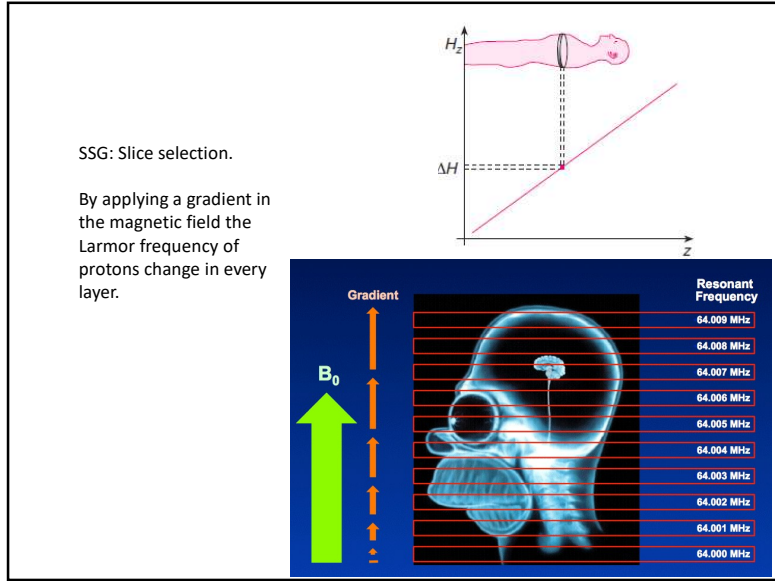 SSG: Slice selection.
By applying a gradient in
the magnetic field the
Larmor frequency of
protons change in every
layer.
H_z
ΔH
z
Gradient
B₀
Resonant
Frequency
64.009 MHz
64.008 MHz
64.007 MHz
64.006 MHz
64.005 MHz
64.004 MHz
64.003 MHz
64.002 MHz
64.001 MHz
64.000 MHz